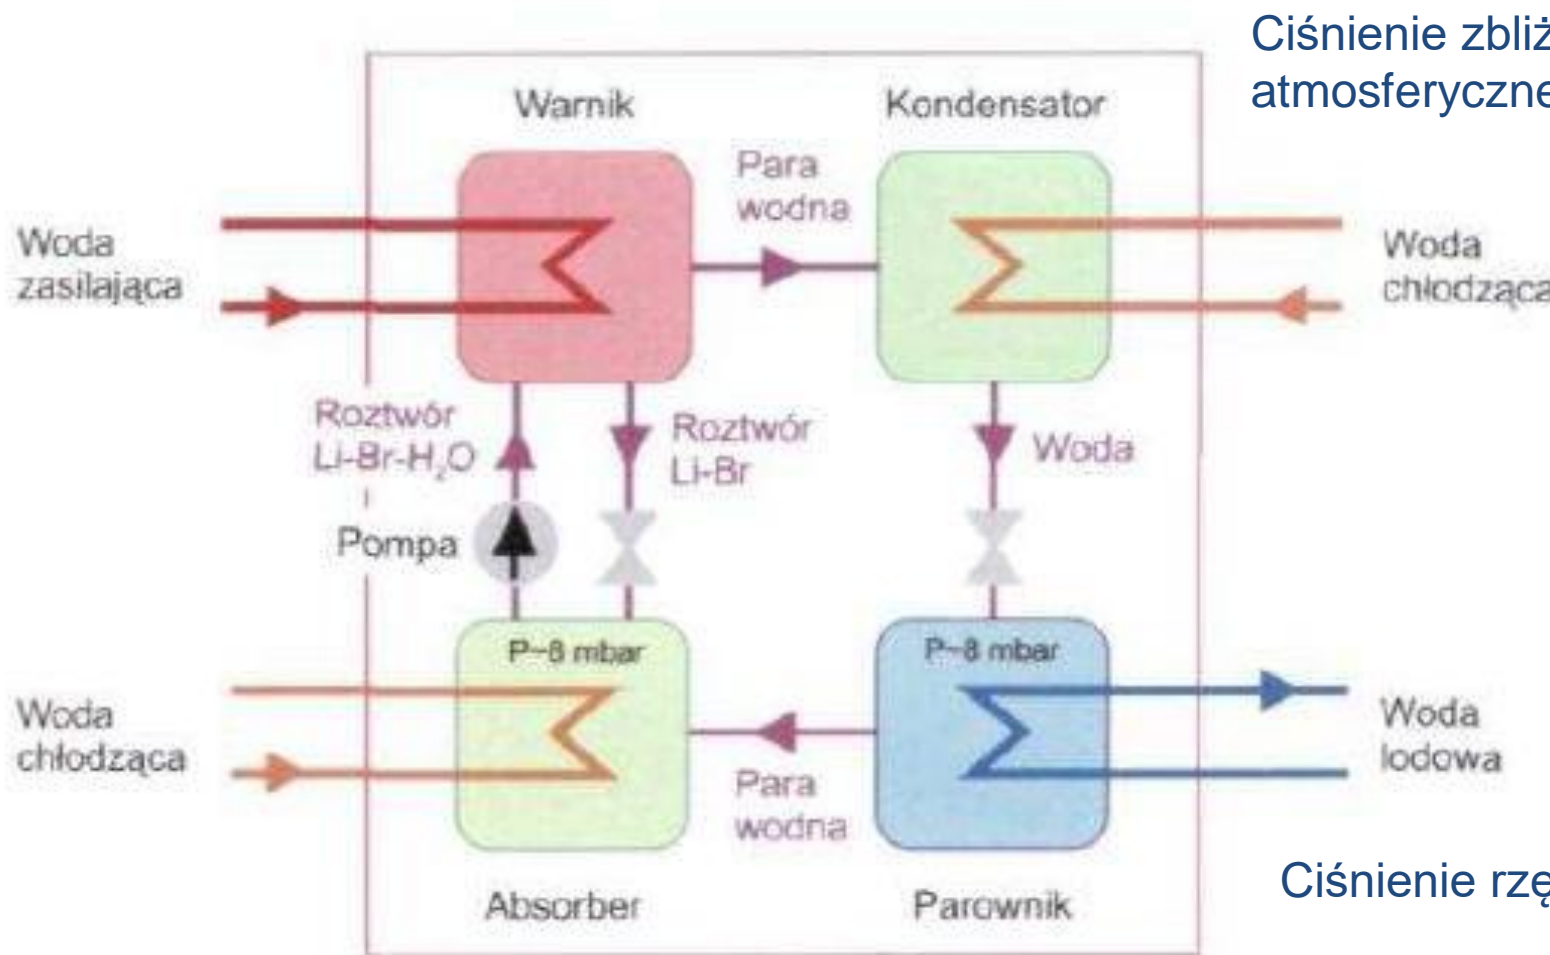 Ciśnienie zbliż
atmosferyczne
Warnik
Kondensator
Para
wodna
Woda
zasilająca
Woda
chłodząca
Roztwór
Li-Br-H₂O
Roztwór
Li-Br
Woda
Pompa
P~8 mbar
P~8 mbar
Woda
chłodząca
Para
wodna
Woda
lodowa
Absorber
Parownik
Ciśnienie rzę